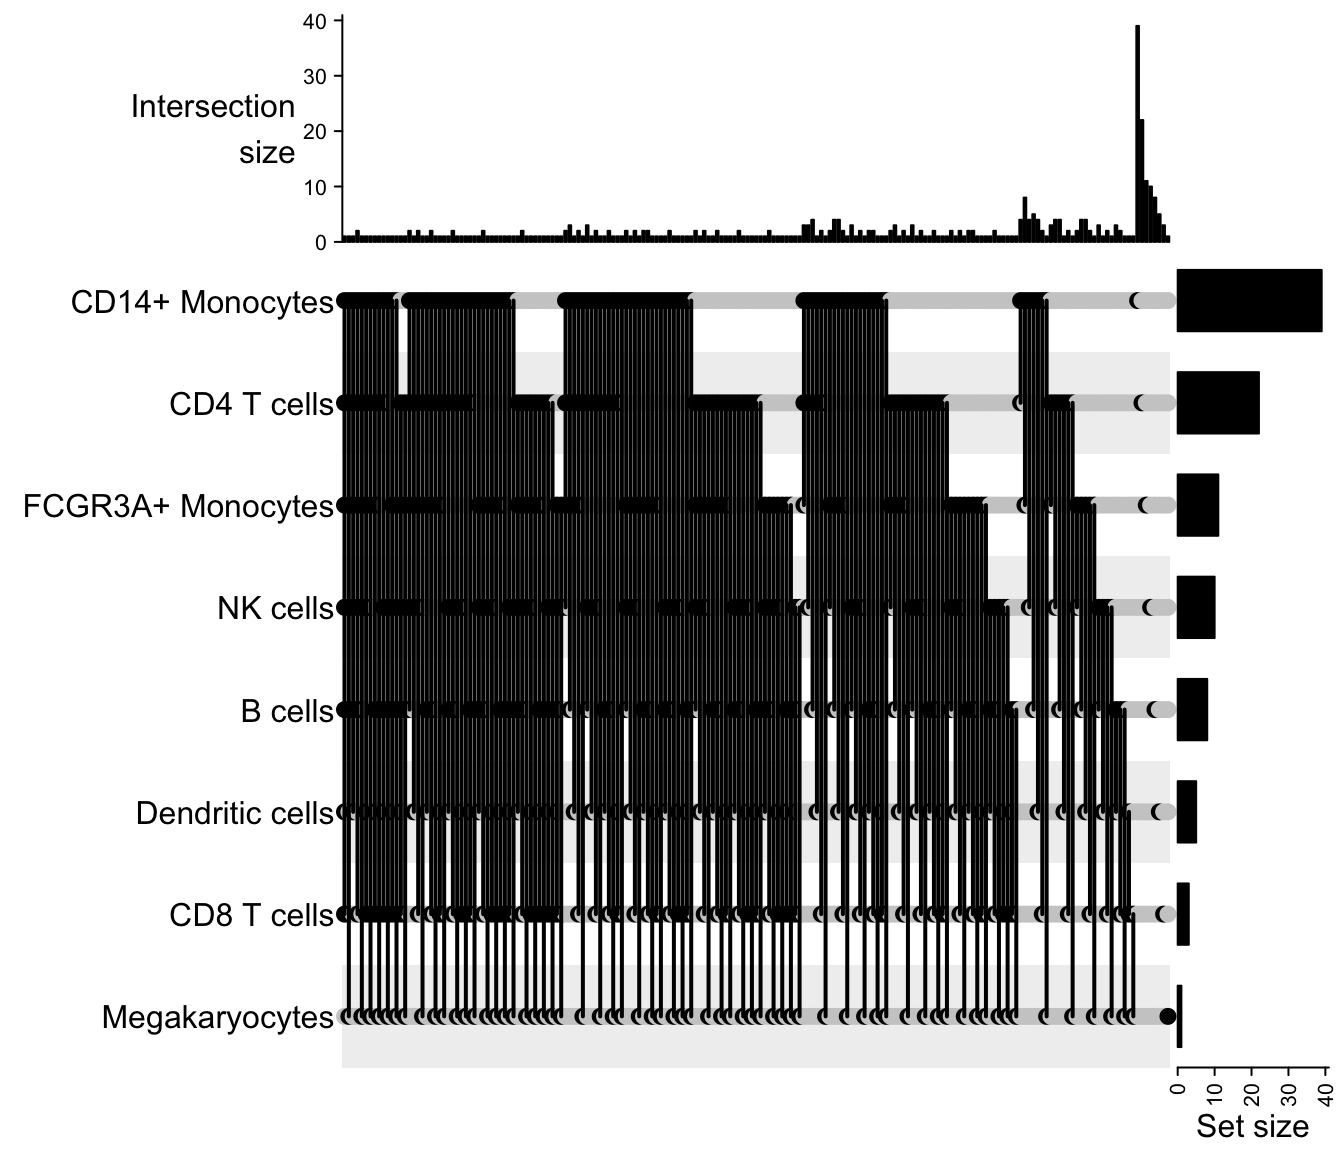 40
30
20
10
0
Intersection
size
CD14+ Monocytes
CD4 T cells
FCGR3A+ Monocytes
NK cells
B cells
Dendritic cells
CD8 T cells
Megakaryocytes
0 10 20 30 40
Set size